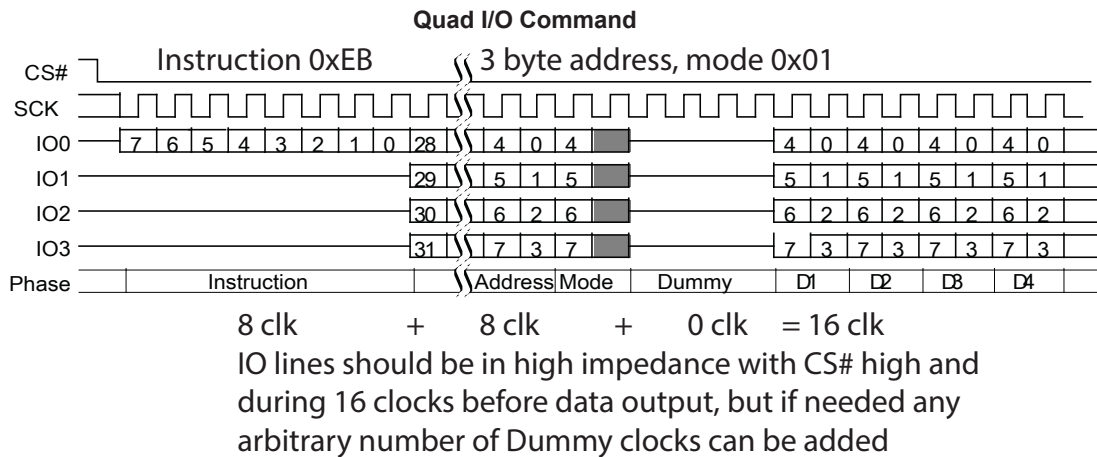 Quad I/O Command
Instruction 0xEB 3 byte address, mode 0x01
CS#
SCK
IO0 7 6 5 4 3 2 1 0 28 4 0 4 4 0 4 0 4 0 4 0
IO1 29 5 1 5 5 1 5 1 5 1 5 1
IO2 30 6 2 6 6 2 6 2 6 2 6 2
IO3 31 7 3 7 7 3 7 3 7 3 7 3
Phase Instruction Address Mode Dummy D1 D2 D3 D4
8 clk + 8 clk + 0 clk = 16 clk
IO lines should be in high impedance with CS# high and
during 16 clocks before data output, but if needed any
arbitrary number of Dummy clocks can be added